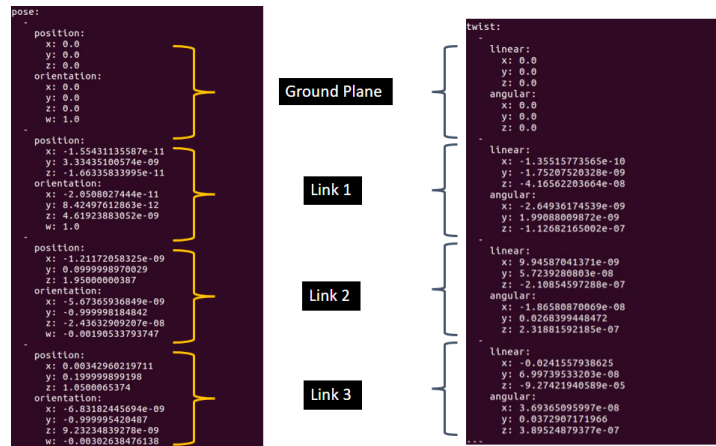 pose:
-
position:
x: 0.0
y: 0.0
z: 0.0
orientation:
x: 0.0
y: 0.0
z: 0.0
w: 1.0
-
position:
x: -1.55431135587e-11
y: 3.33435100574e-09
z: -1.66335833995e-11
orientation:
x: -2.0508027444e-11
y: 8.42497612863e-12
z: 4.61923883052e-09
w: 1.0
-
position:
x: -1.21172058325e-09
y: 0.0999998970029
z: 1.95000000387
orientation:
x: -5.67365936849e-09
y: -0.999998184842
z: -2.43632909207e-08
w: -0.00190533793747
-
position:
x: 0.00342960219711
y: 0.199999899198
z: 1.0500065374
orientation:
x: -6.83182445694e-09
y: -0.999995420487
z: 9.23234839278e-09
w: -0.00302638476138
Ground Plane
Link 1
Link 2
Link 3
twist:
-
linear:
x: 0.0
y: 0.0
z: 0.0
angular:
x: 0.0
y: 0.0
z: 0.0
-
linear:
x: -1.35515773565e-10
y: -1.75207520328e-09
z: -4.16562203664e-08
angular:
x: -2.64936174539e-09
y: 1.99088009872e-09
z: -1.12682165002e-07
-
linear:
x: 9.94587041371e-09
y: 5.7239280803e-08
z: -2.10854597288e-07
angular:
x: -1.86580870069e-08
y: 0.0268399448472
z: 2.31881592185e-07
-
linear:
x: -0.0241557938625
y: 6.99739533203e-08
z: -9.27421940589e-05
angular:
x: 3.69365095997e-08
y: 0.0372907171966
z: 3.89524879377e-07
---